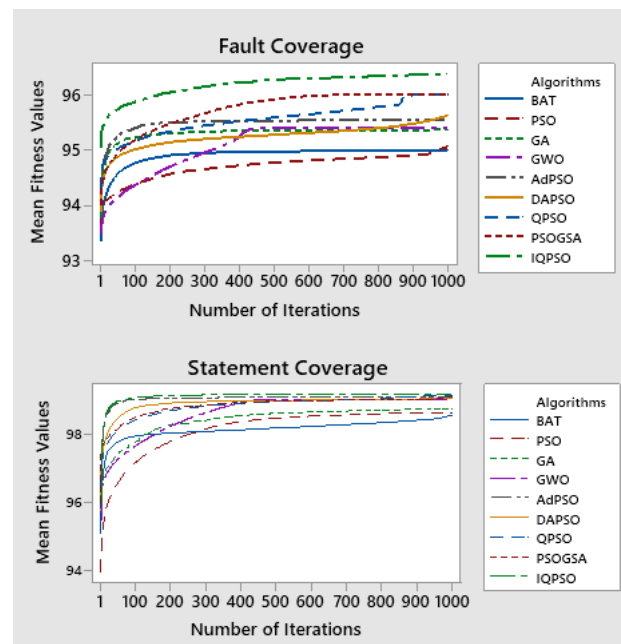 Fault Coverage
Mean Fitness Values
96
95
94
93
1 100 200 300 400 500 600 700 800 900 1000
Number of Iterations
Algorithms
BAT
PSO
GA
GWO
AdPSO
DAPSO
QPSO
PSOGSA
IQPSO
Statement Coverage
Mean Fitness Values
98
96
94
1 100 200 300 400 500 600 700 800 900 1000
Number of Iterations
Algorithms
BAT
PSO
GA
GWO
AdPSO
DAPSO
QPSO
PSOGSA
IQPSO